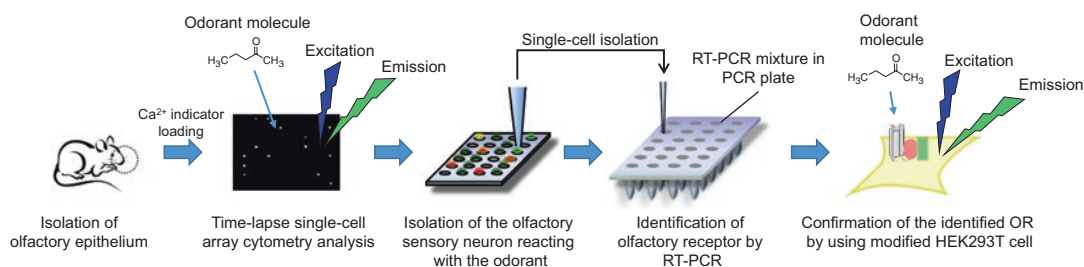 Odorant molecule
O
H₃C
CH₃
Excitation
Emission
Ca²⁺ indicator
loading
Single-cell isolation
RT-PCR mixture in
PCR plate
Odorant
molecule
O
H₃C
CH₃
Excitation
Emission
Isolation of
olfactory epithelium
Time-lapse single-cell
array cytometry analysis
Isolation of the olfactory
sensory neuron reacting
with the odorant
Identification of
olfactory receptor by
RT-PCR
Confirmation of the identified OR
by using modified HEK293T cell